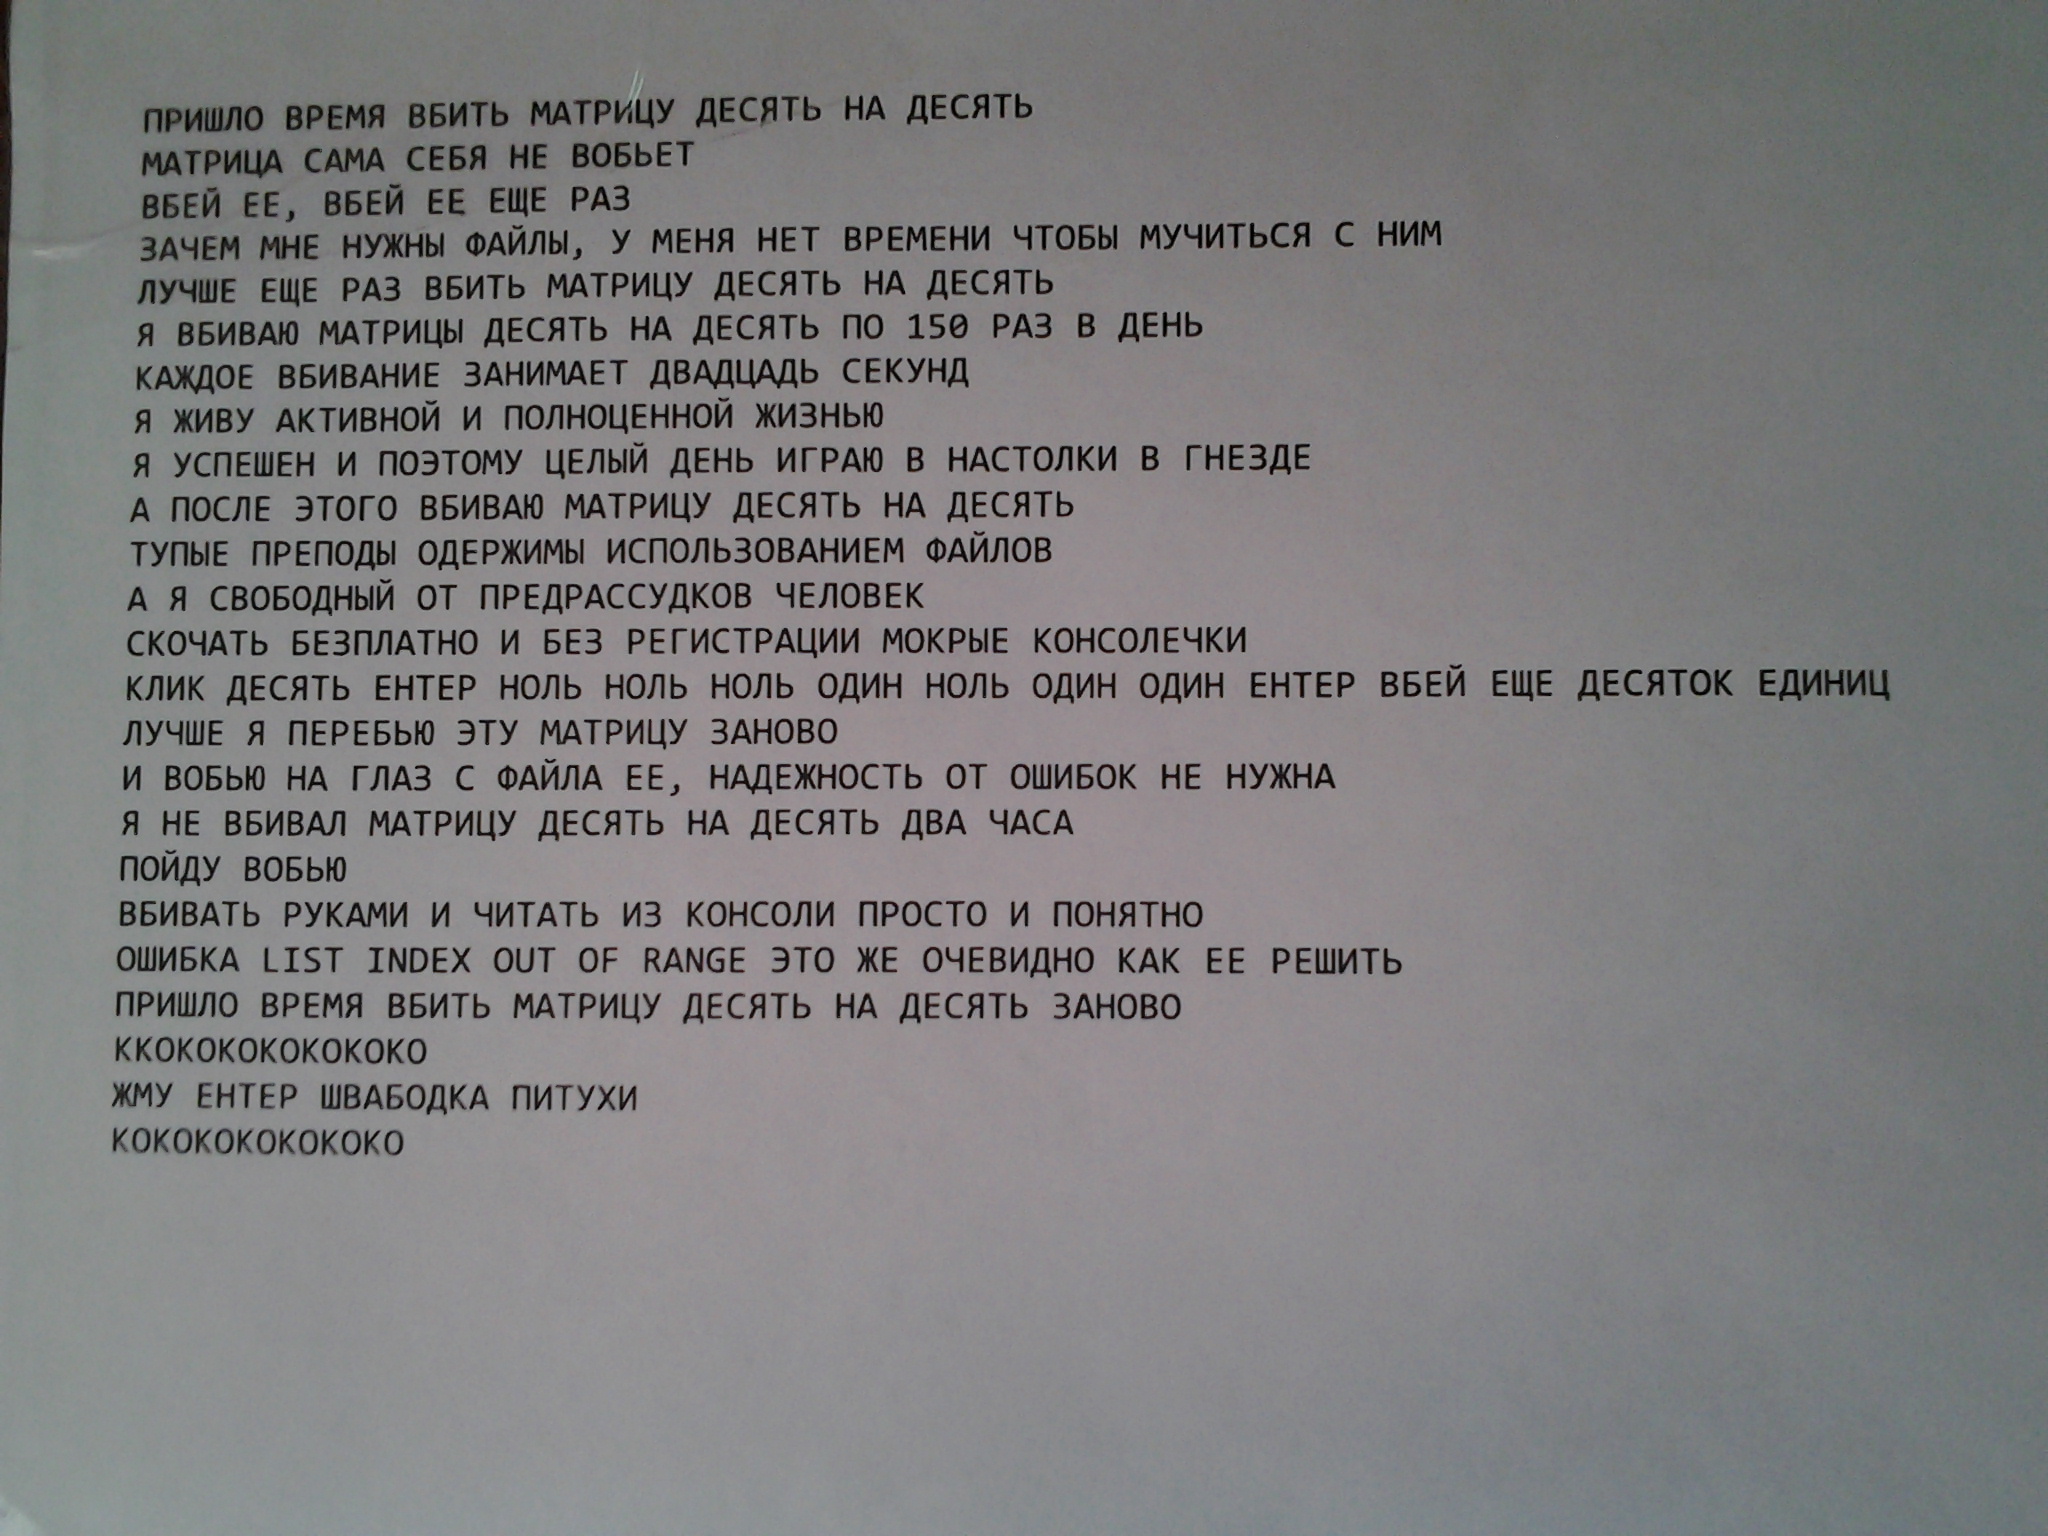 ПРИШЛО ВРЕМЯ ВБИТЬ МАТРИЦУ ДЕСЯТЬ НА ДЕСЯТЬ
МАТРИЦА САМА СЕБЯ НЕ ВОБЬЕТ
ВБЕЙ ЕЕ, ВБЕЙ ЕЕ ЕЩЕ РАЗ
ЗАЧЕМ МНЕ НУЖНЫ ФАЙЛЫ, У МЕНЯ НЕТ ВРЕМЕНИ ЧТОБЫ МУЧИТЬСЯ С НИМ
ЛУЧШЕ ЕЩЕ РАЗ ВБИТЬ МАТРИЦУ ДЕСЯТЬ НА ДЕСЯТЬ
Я ВБИВАЮ МАТРИЦЫ ДЕСЯТЬ НА ДЕСЯТЬ ПО 150 РАЗ В ДЕНЬ
КАЖДОЕ ВБИВАНИЕ ЗАНИМАЕТ ДВАДЦАДЬ СЕКУНД
Я ЖИВУ АКТИВНОЙ И ПОЛНОЦЕННОЙ ЖИЗНЬЮ
Я УСПЕШЕН И ПОЭТОМУ ЦЕЛЫЙ ДЕНЬ ИГРАЮ В НАСТОЛКИ В ГНЕЗДЕ
А ПОСЛЕ ЭТОГО ВБИВАЮ МАТРИЦУ ДЕСЯТЬ НА ДЕСЯТЬ
ТУПЫЕ ПРЕПОДЫ ОДЕРЖИМЫ ИСПОЛЬЗОВАНИЕМ ФАЙЛОВ
А Я СВОБОДНЫЙ ОТ ПРЕДРАССУДКОВ ЧЕЛОВЕК
СКОЧАТЬ БЕЗПЛАТНО И БЕЗ РЕГИСТРАЦИИ МОКРЫЕ КОНСОЛЕЧКИ
КЛИК ДЕСЯТЬ ЕНТЕР НОЛЬ НОЛЬ НОЛЬ ОДИН НОЛЬ ОДИН ОДИН ЕНТЕР ВБЕЙ ЕЩЕ ДЕСЯТОК ЕДИНИЦ
ЛУЧШЕ Я ПЕРЕБЬЮ ЭТУ МАТРИЦУ ЗАНОВО
И ВОБЬЮ НА ГЛАЗ С ФАЙЛА ЕЕ, НАДЕЖНОСТЬ ОТ ОШИБОК НЕ НУЖНА
Я НЕ ВБИВАЛ МАТРИЦУ ДЕСЯТЬ НА ДЕСЯТЬ ДВА ЧАСА
ПОЙДУ ВОБЬЮ
ВБИВАТЬ РУКАМИ И ЧИТАТЬ ИЗ КОНСОЛИ ПРОСТО И ПОНЯТНО
ОШИБКА LIST INDEX OUT OF RANGE ЭТО ЖЕ ОЧЕВИДНО КАК ЕЕ РЕШИТЬ
ПРИШЛО ВРЕМЯ ВБИТЬ МАТРИЦУ ДЕСЯТЬ НА ДЕСЯТЬ ЗАНОВО
ККОКОКОКОКОКОКО
ЖМУ ЕНТЕР ШВАБОДКА ПИТУХИ
КОКОКОКОКОКОКО